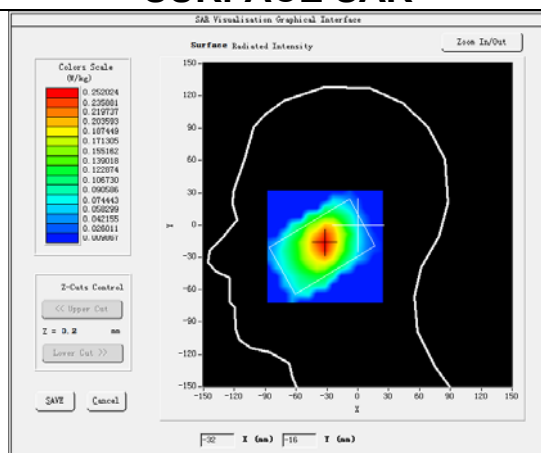 SURFACE SAR
SAR Visualisation Graphical Interface
Surface Radiated Intensity
Zoom In/Out
Colors Scale
(W/kg)
0.252024
0.235881
0.219737
0.203593
0.187449
0.171305
0.155162
0.139018
0.122874
0.106730
0.090586
0.074443
0.058299
0.042155
0.026011
0.009867
Z-Cuts Control
<< Upper Cut
Z = 3.2 mm
Lower Cut >>
SAVE Cancel
150
120
90
60
30
0
-30
-60
-90
-120
-150
Y
-150 -120 -90 -60 -30 0 30 60 90 120 150
X
-32 X (mm) -16 Y (mm)